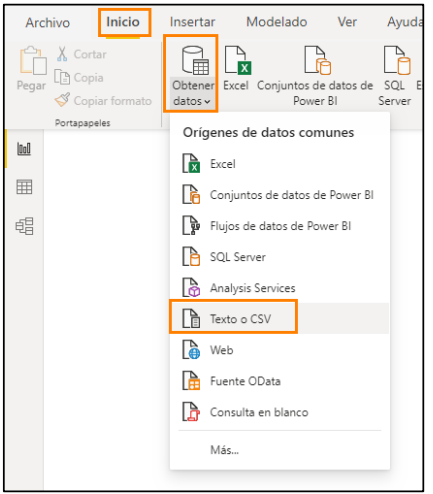 Archivo Inicio Insertar Modelado Ver Ayuda
Cortar
Copia
Copiar formato
Pegar
Portapapeles
Obtener datos
Excel
Conjuntos de datos de
Power BI
SQL
Server
Orígenes de datos comunes
Excel
Conjuntos de datos de Power BI
Flujos de datos de Power BI
SQL Server
Analysis Services
Texto o CSV
Web
Fuente OData
Consulta en blanco
Más...